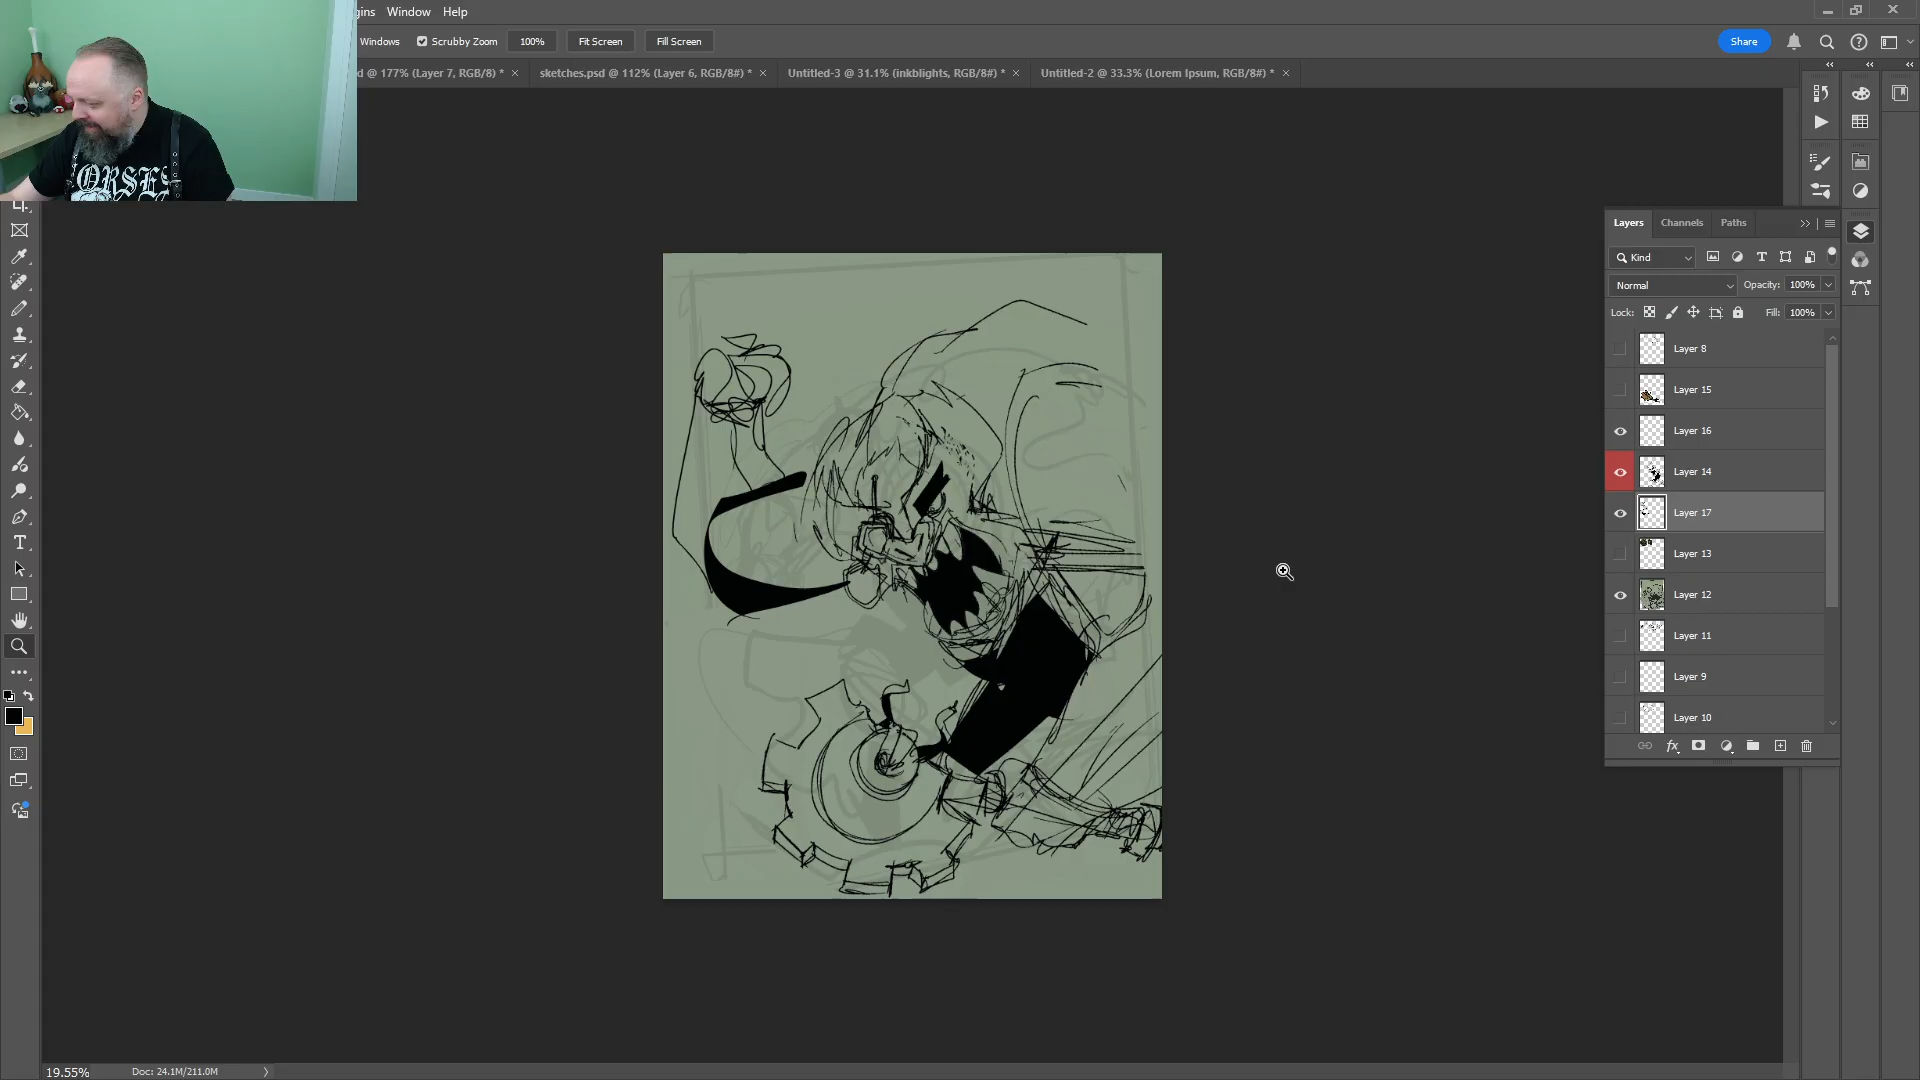 gins Window Help
Windows Scrubby Zoom 100% Fit Screen Fill Screen Share
d @ 177% (Layer 7, RGB/8) * × sketches.psd @ 112% (Layer 6, RGB/8#) * × Untitled-3 @ 31.1% (inkblights, RGB/8#) * × Untitled-2 @ 33.3% (Lorem Ipsum, RGB/8#) * ×
ORSES
Layers Channels Paths
Kind
Normal Opacity: 100%
Lock: Fill: 100%
Layer 8
Layer 15
Layer 16
Layer 14
Layer 17
Layer 13
Layer 12
Layer 11
Layer 9
Layer 10
fx
19.55% Doc: 24.1M/211.0M